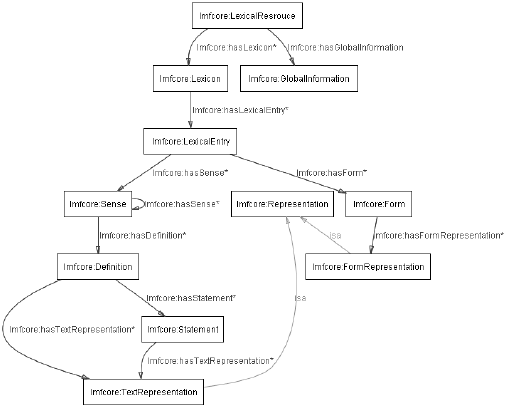 lmfcore:LexicalResrouce
lmfcore:hasLexicon*
lmfcore:hasGlobalInformation
lmfcore:Lexicon
lmfcore:GlobalInformation
lmfcore:hasLexicalEntry*
lmfcore:LexicalEntry
lmfcore:hasSense*
lmfcore:hasForm*
lmfcore:Sense
lmfcore:hasSense*
lmfcore:Representation
lmfcore:Form
lmfcore:hasDefinition*
isa
lmfcore:hasFormRepresentation*
lmfcore:Definition
lmfcore:FormRepresentation
lmfcore:hasStatement*
isa
lmfcore:hasTextRepresentation*
lmfcore:Statement
lmfcore:hasTextRepresentation*
lmfcore:TextRepresentation